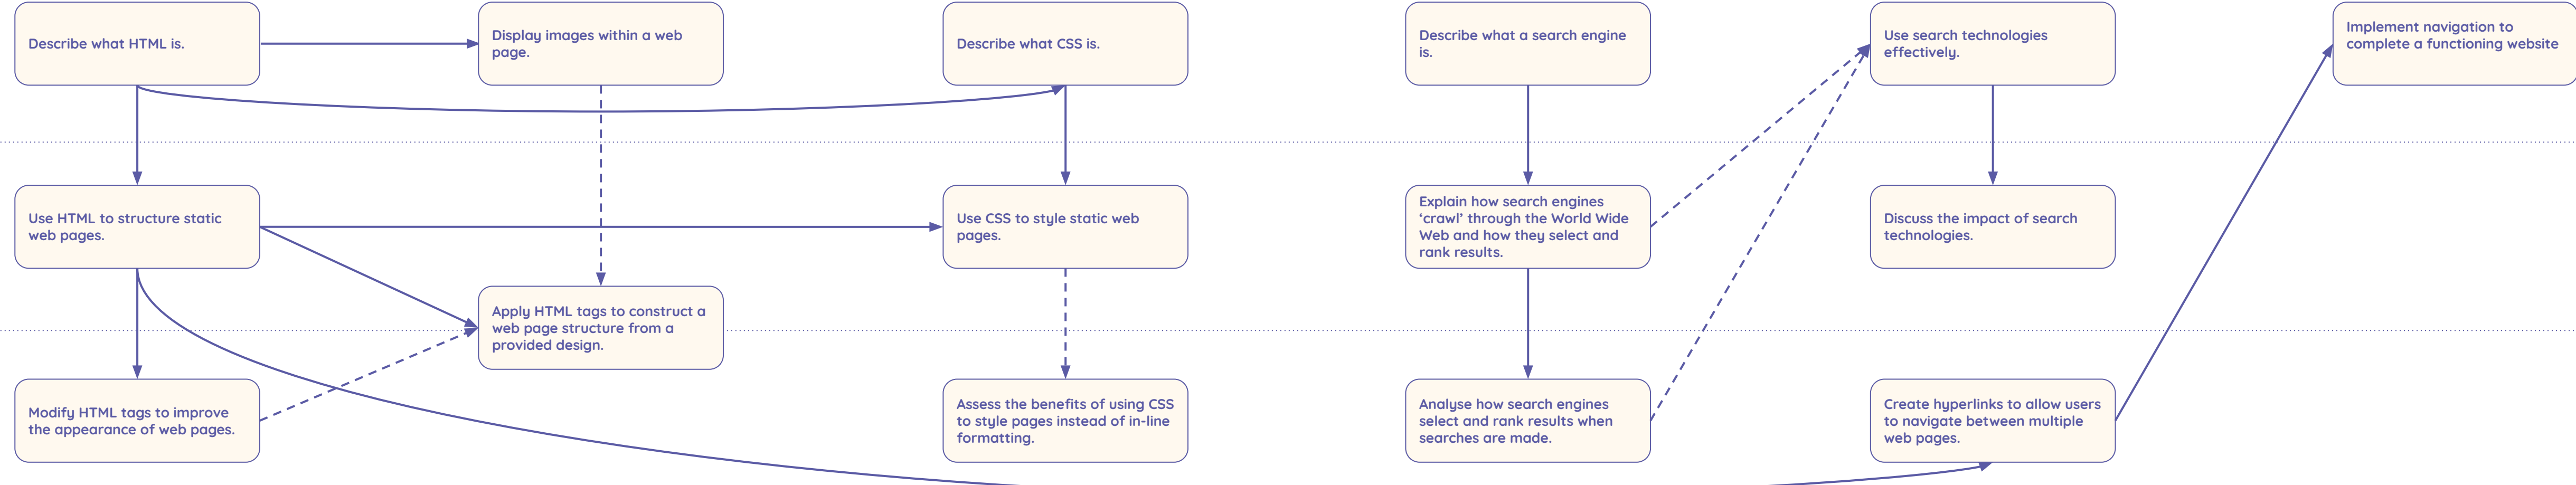 Describe what HTML is.
Display images within a web
page.
Describe what CSS is.
Describe what a search engine
is.
Use search technologies
effectively.
Implement navigation to
complete a functioning website
Use HTML to structure static
web pages.
Use CSS to style static web
pages.
Explain how search engines
‘crawl’ through the World Wide
Web and how they select and
rank results.
Discuss the impact of search
technologies.
Apply HTML tags to construct a
web page structure from a
provided design.
Modify HTML tags to improve
the appearance of web pages.
Assess the benefits of using CSS
to style pages instead of in-line
formatting.
Analyse how search engines
select and rank results when
searches are made.
Create hyperlinks to allow users
to navigate between multiple
web pages.